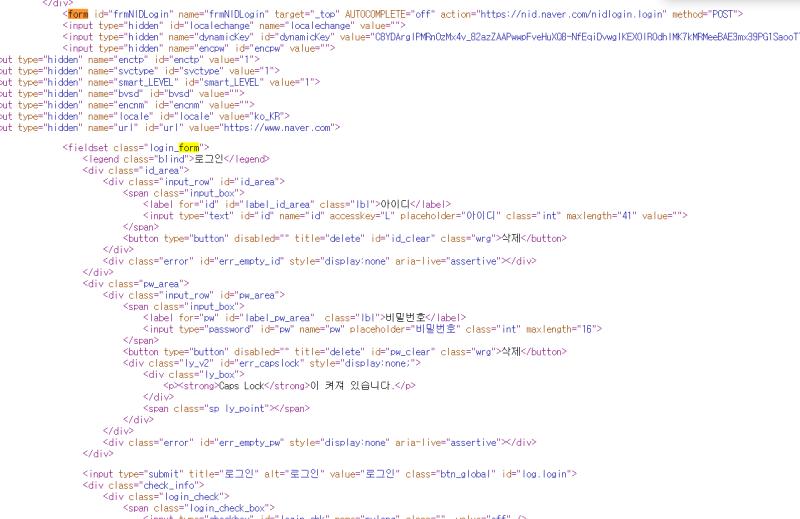 </div>
<form id="frmNIDLogin" name="frmNIDLogin" target="_top" AUTOCOMPLETE="off" action="https://nid.naver.com/nidlogin.login" method="POST">
<input type="hidden" id="localechange" name="localechange" value="">
<input type="hidden" name="dynamicKey" id="dynamicKey" value="
<input type="hidden" name="encpw" id="encpw" value="">
put type="hidden" name="enctp" id="enctp" value="1">
put type="hidden" name="svctype" id="svctype" value="1">
put type="hidden" name="smart_LEVEL" id="smart_LEVEL" value="1">
put type="hidden" name="bvsd" id="bvsd" value="">
put type="hidden" name="encnm" id="encnm" value="">
put type="hidden" name="locale" id="locale" value="ko_KR">
put type="hidden" name="url" id="url" value="https://www.naver.com">
<fieldset class="login_form">
<legend class="blind">로그인</legend>
<div class="id_area">
<div class="input_row" id="id_area">
<span class="input_box">
<label for="id" id="label_id_area" class="lbl">아이디</label>
<input type="text" id="id" name="id" accesskey="L" placeholder="아이디" class="int" maxlength="41" value="">
</span>
<button type="button" disabled="" title="delete" id="id_clear" class="wrg">삭제</button>
</div>
<div class="error" id="err_empty_id" style="display:none" aria-live="assertive"></div>
</div>
<div class="pw_area">
<div class="input_row" id="pw_area">
<span class="input_box">
<label for="pw" id="label_pw_area"  class="lbl">비밀번호</label>
<input type="password" id="pw" name="pw" placeholder="비밀번호" class="int" maxlength="16">
</span>
<button type="button" disabled="" title="delete" id="pw_clear" class="wrg">삭제</button>
<div class="ly_v2" id="err_capslock" style="display:none;">
<div class="ly_box">
<p><strong>Caps Lock</strong>이 켜져 있습니다.</p>
</div>
<span class="sp ly_point"></span>
</div>
</div>
<div class="error" id="err_empty_pw" style="display:none" aria-live="assertive"></div>
</div>
<input type="submit" title="로그인" alt="로그인" value="로그인" class="btn_global" id="log.login">
<div class="check_info">
<div class="login_check">
<span class="login_check_box">